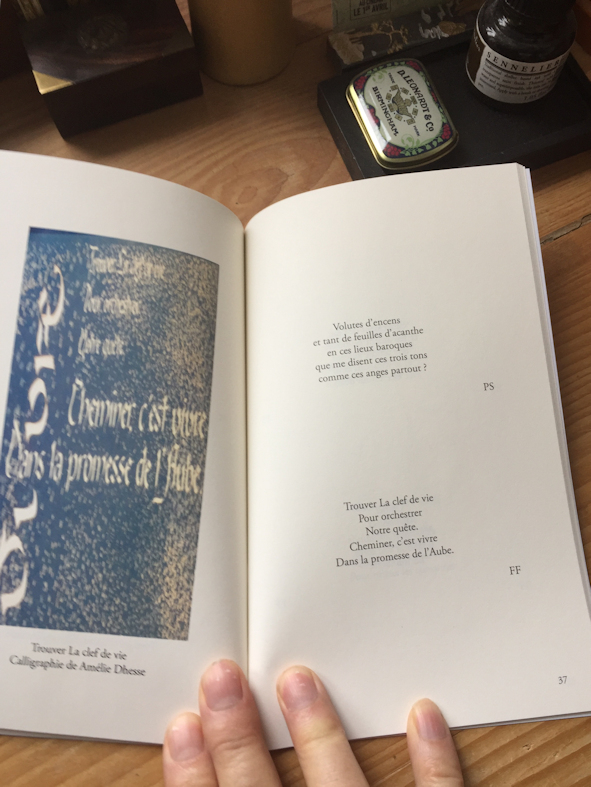 D. LEONARDT & Co
BIRMINGHAM
SENNELIER
Trouver La clef de vie
Pour orchestrer
Notre quête.
Cheminer, c'est vivre
Dans la promesse de l'Aube
Trouver La clef de vie
Calligraphie de Amélie Dhesse
Volutes d'encens
et tant de feuilles d'acanthe
en ces lieux baroques
que me disent ces trois tons
comme ces anges partout ?
PS
Trouver La clef de vie
Pour orchestrer
Notre quête.
Cheminer, c'est vivre
Dans la promesse de l'Aube.
FF
37